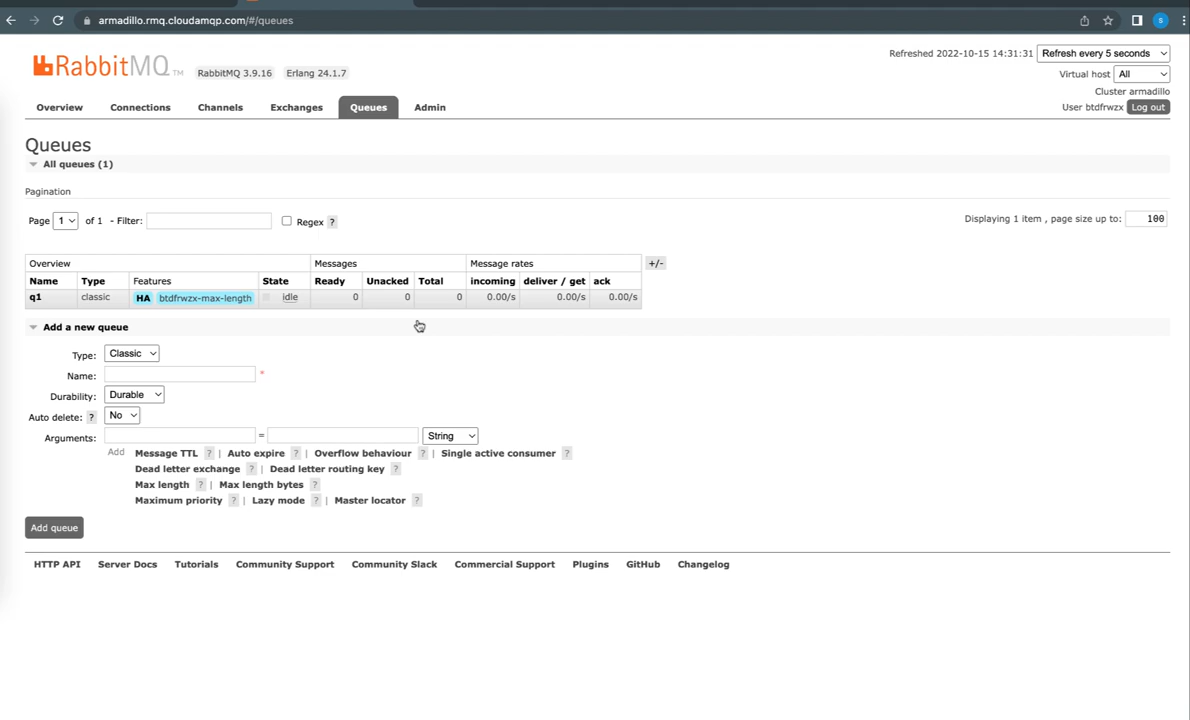 armadillo.rmq.cloudamqp.com/#/queues
S
Refreshed 2022-10-15 14:31:31 Refresh every 5 seconds
RabbitMQ TM RabbitMQ 3.9.16 Erlang 24.1.7
Virtual host All
Cluster armadillo
User btdfrwzx Log out
Overview Connections Channels Exchanges Queues Admin
Queues
All queues (1)
Pagination
Page 1 of 1 - Filter: Regex ? Displaying 1 item , page size up to: 100
Overview Messages Message rates +/-
Name Type Features State Ready Unacked Total incoming deliver / get ack
q1 classic HA btdfrwzx-max-length idle 0 0 0 0.00/s 0.00/s 0.00/s
Add a new queue
Type: Classic
Name: *
Durability: Durable
Auto delete: ? No
Arguments: = String
Add Message TTL ? | Auto expire ? | Overflow behaviour ? | Single active consumer ?
Dead letter exchange ? | Dead letter routing key ?
Max length ? | Max length bytes ?
Maximum priority ? | Lazy mode ? | Master locator ?
Add queue
HTTP API Server Docs Tutorials Community Support Community Slack Commercial Support Plugins GitHub Changelog